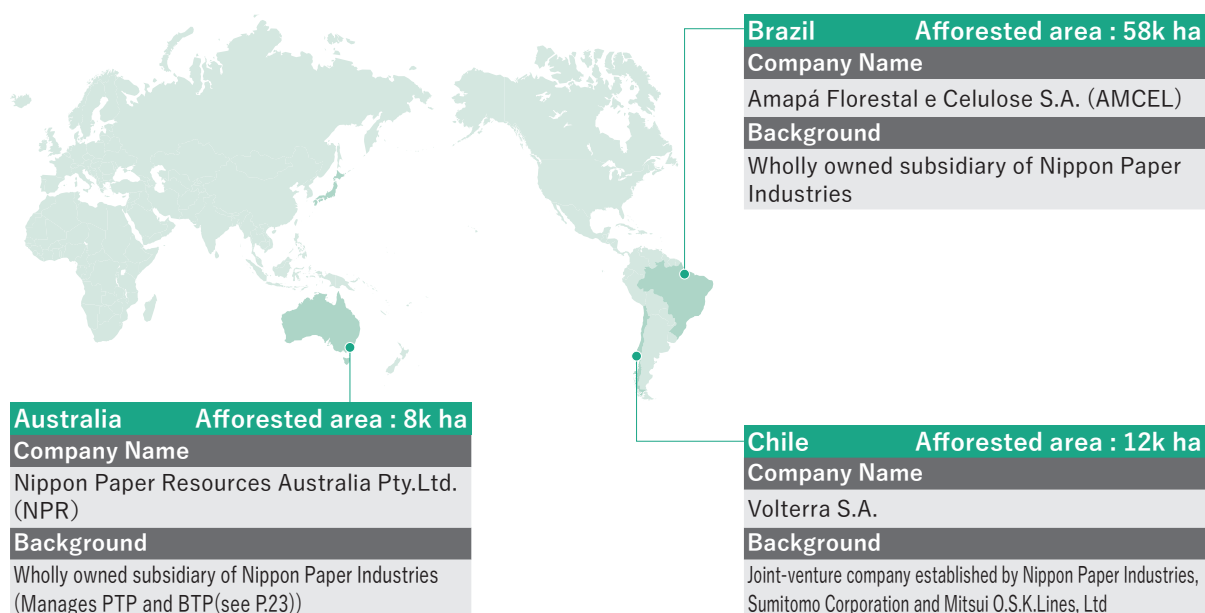 Brazil Afforested area : 58k ha
Company Name
Amapá Florestal e Celulose S.A. (AMCEL)
Background
Wholly owned subsidiary of Nippon Paper
Industries
Australia Afforested area : 8k ha
Company Name
Nippon Paper Resources Australia Pty.Ltd.
(NPR)
Background
Wholly owned subsidiary of Nippon Paper Industries
(Manages PTP and BTP(see P.23))
Chile Afforested area : 12k ha
Company Name
Volterra S.A.
Background
Joint-venture company established by Nippon Paper Industries,
Sumitomo Corporation and Mitsui O.S.K.Lines, Ltd